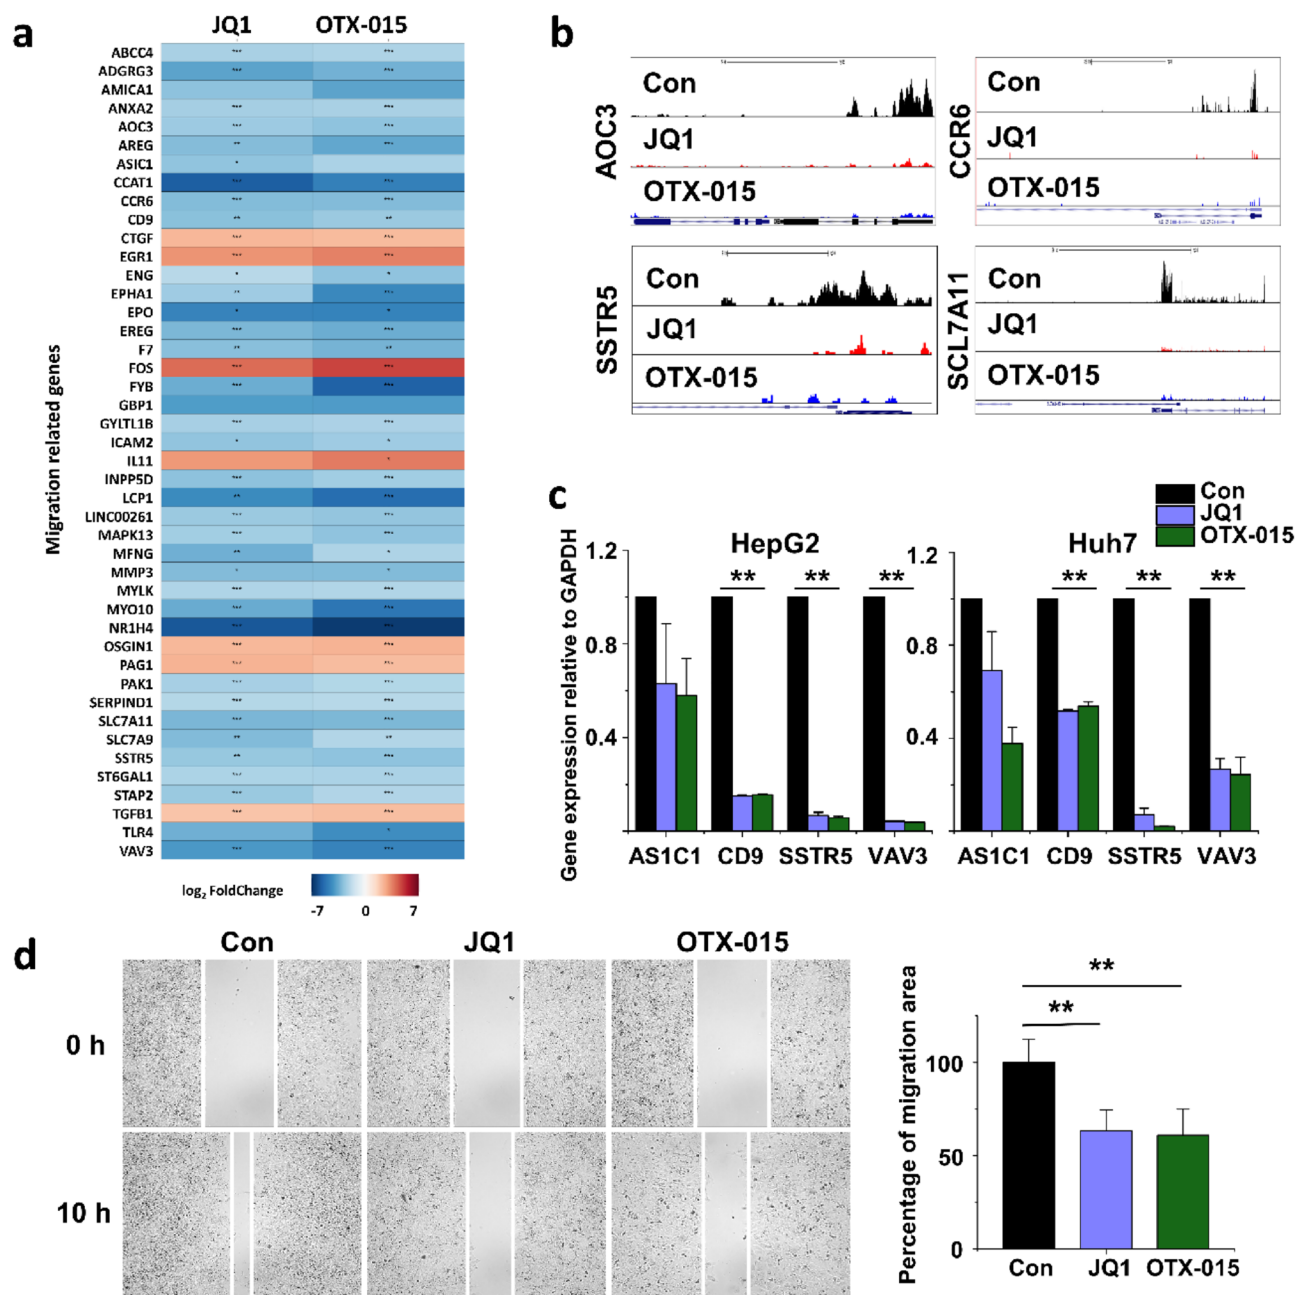 a
JQ1 OTX-015
Migration related genes
ABCC4 *** ***
ADGRG3 *** ***
AMICA1
ANXA2 *** ***
AOC3 *** ***
AREG ** ***
ASIC1 *
CCAT1 *** ***
CCR6 *** ***
CD9 ** **
CTGF *** ***
EGR1 *** ***
ENG * *
EPHA1 ** ***
EPO * *
EREG *** ***
F7 ** **
FOS *** ***
FYB *** ***
GBP1
GYLTL1B *** ***
ICAM2 * *
IL11 *
INPP5D *** ***
LCP1 ** ***
LINC00261 *** ***
MAPK13 *** ***
MFNG ** *
MMP3 * *
MYLK *** ***
MYO10 *** ***
NR1H4 *** ***
OSGIN1 *** ***
PAG1 *** ***
PAK1 *** ***
SERPIND1 *** ***
SLC7A11 *** ***
SLC7A9 ** **
SSTR5 ** ***
ST6GAL1 *** ***
STAP2 *** ***
TGFB1 *** ***
TLR4 *
VAV3 *** ***
log2 FoldChange
-7 0 7
b
AOC3
Con
JQ1
OTX-015
CCR6
Con
JQ1
OTX-015
SSTR5
Con
JQ1
OTX-015
SCL7A11
Con
JQ1
OTX-015
c
Con
JQ1
OTX-015
Gene expression relative to GAPDH
HepG2
1.2
0.8
0.4
** ** **
AS1C1 CD9 SSTR5 VAV3
Huh7
1.2
0.8
0.4
** ** **
AS1C1 CD9 SSTR5 VAV3
d
Con JQ1 OTX-015
0 h
10 h
Percentage of migration area
**
**
100
50
0
Con JQ1 OTX-015